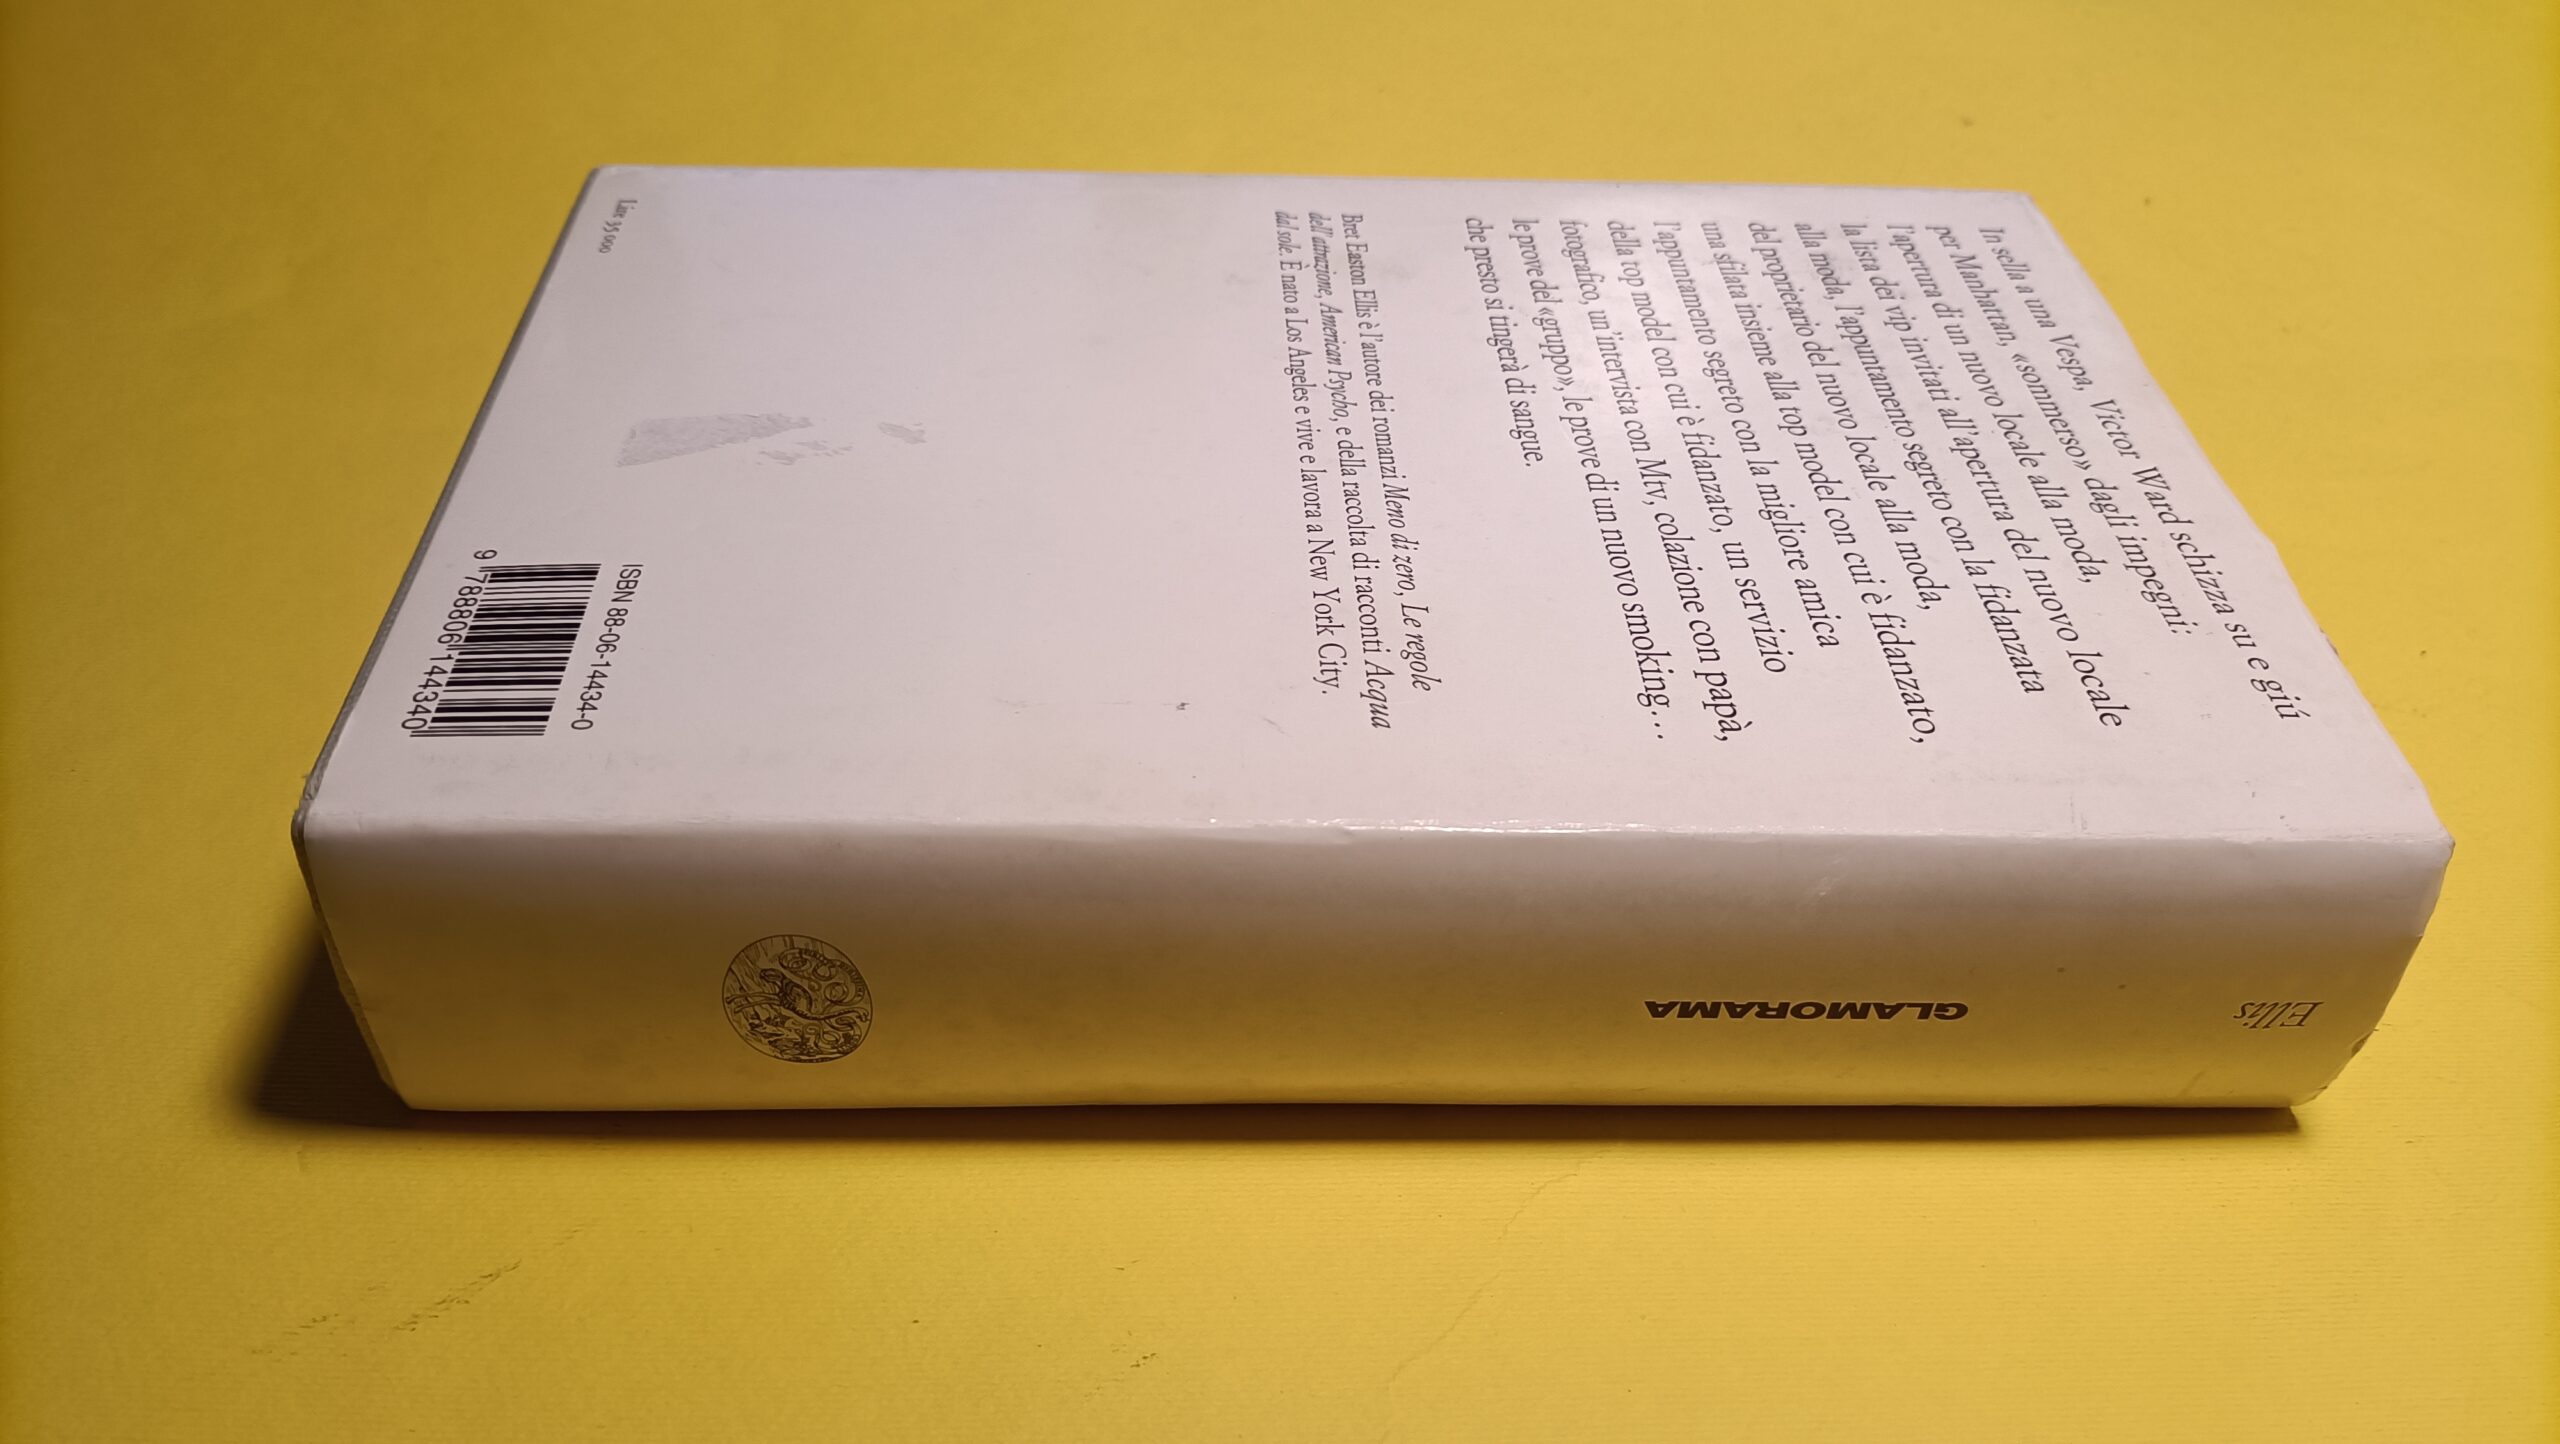 In sella a una Vespa, Victor Ward schizza su e giú
per Manhattan, «sommerso» dagli impegni:
l'apertura di un nuovo locale alla moda,
la lista dei vip invitati all'apertura del nuovo locale
alla moda, l'appuntamento segreto con la fidanzata
del proprietario del nuovo locale alla moda,
una sfilata insieme alla top model con cui è fidanzato,
l'appuntamento segreto con la migliore amica
della top model con cui è fidanzato, un servizio
fotografico, un'intervista con Mtv, colazione con papà,
le prove del «gruppo», le prove di un nuovo smoking...
che presto si tingerà di sangue.
Bret Easton Ellis è l'autore dei romanzi Meno di zero, Le regole
dell'attrazione, American Psycho, e della raccolta di racconti Acqua
dal sole. È nato a Los Angeles e vive e lavora a New York City.
ISBN 88-06-14434-0
9 788806 144340
Lire 35 000
Ellis
GLAMORAMA